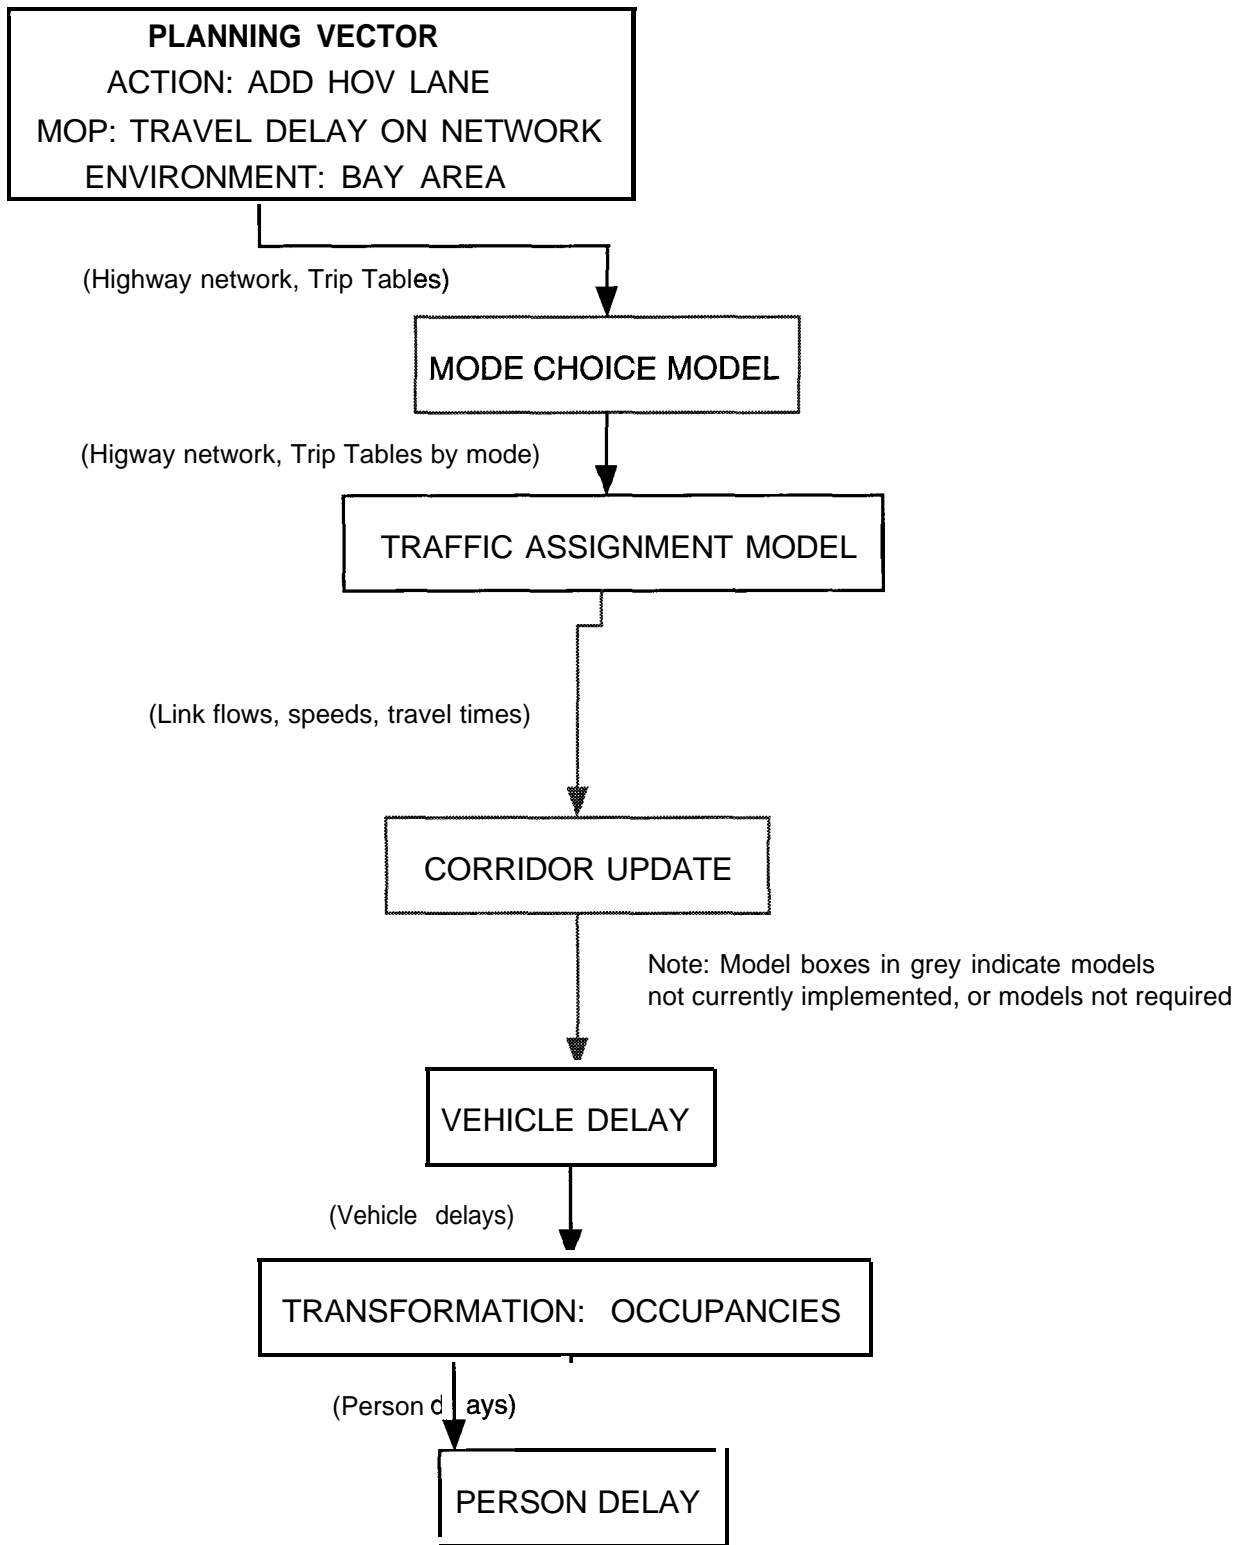 PLANNING VECTOR
ACTION: ADD HOV LANE
MOP: TRAVEL DELAY ON NETWORK
ENVIRONMENT: BAY AREA
(Highway network, Trip Tables)
MODE CHOICE MODEL
(Higway network, Trip Tables by mode)
TRAFFIC ASSIGNMENT MODEL
(Link flows, speeds, travel times)
CORRIDOR UPDATE
Note: Model boxes in grey indicate models
not currently implemented, or models not required
VEHICLE DELAY
(Vehicle delays)
TRANSFORMATION: OCCUPANCIES
(Person d ays)
PERSON DELAY